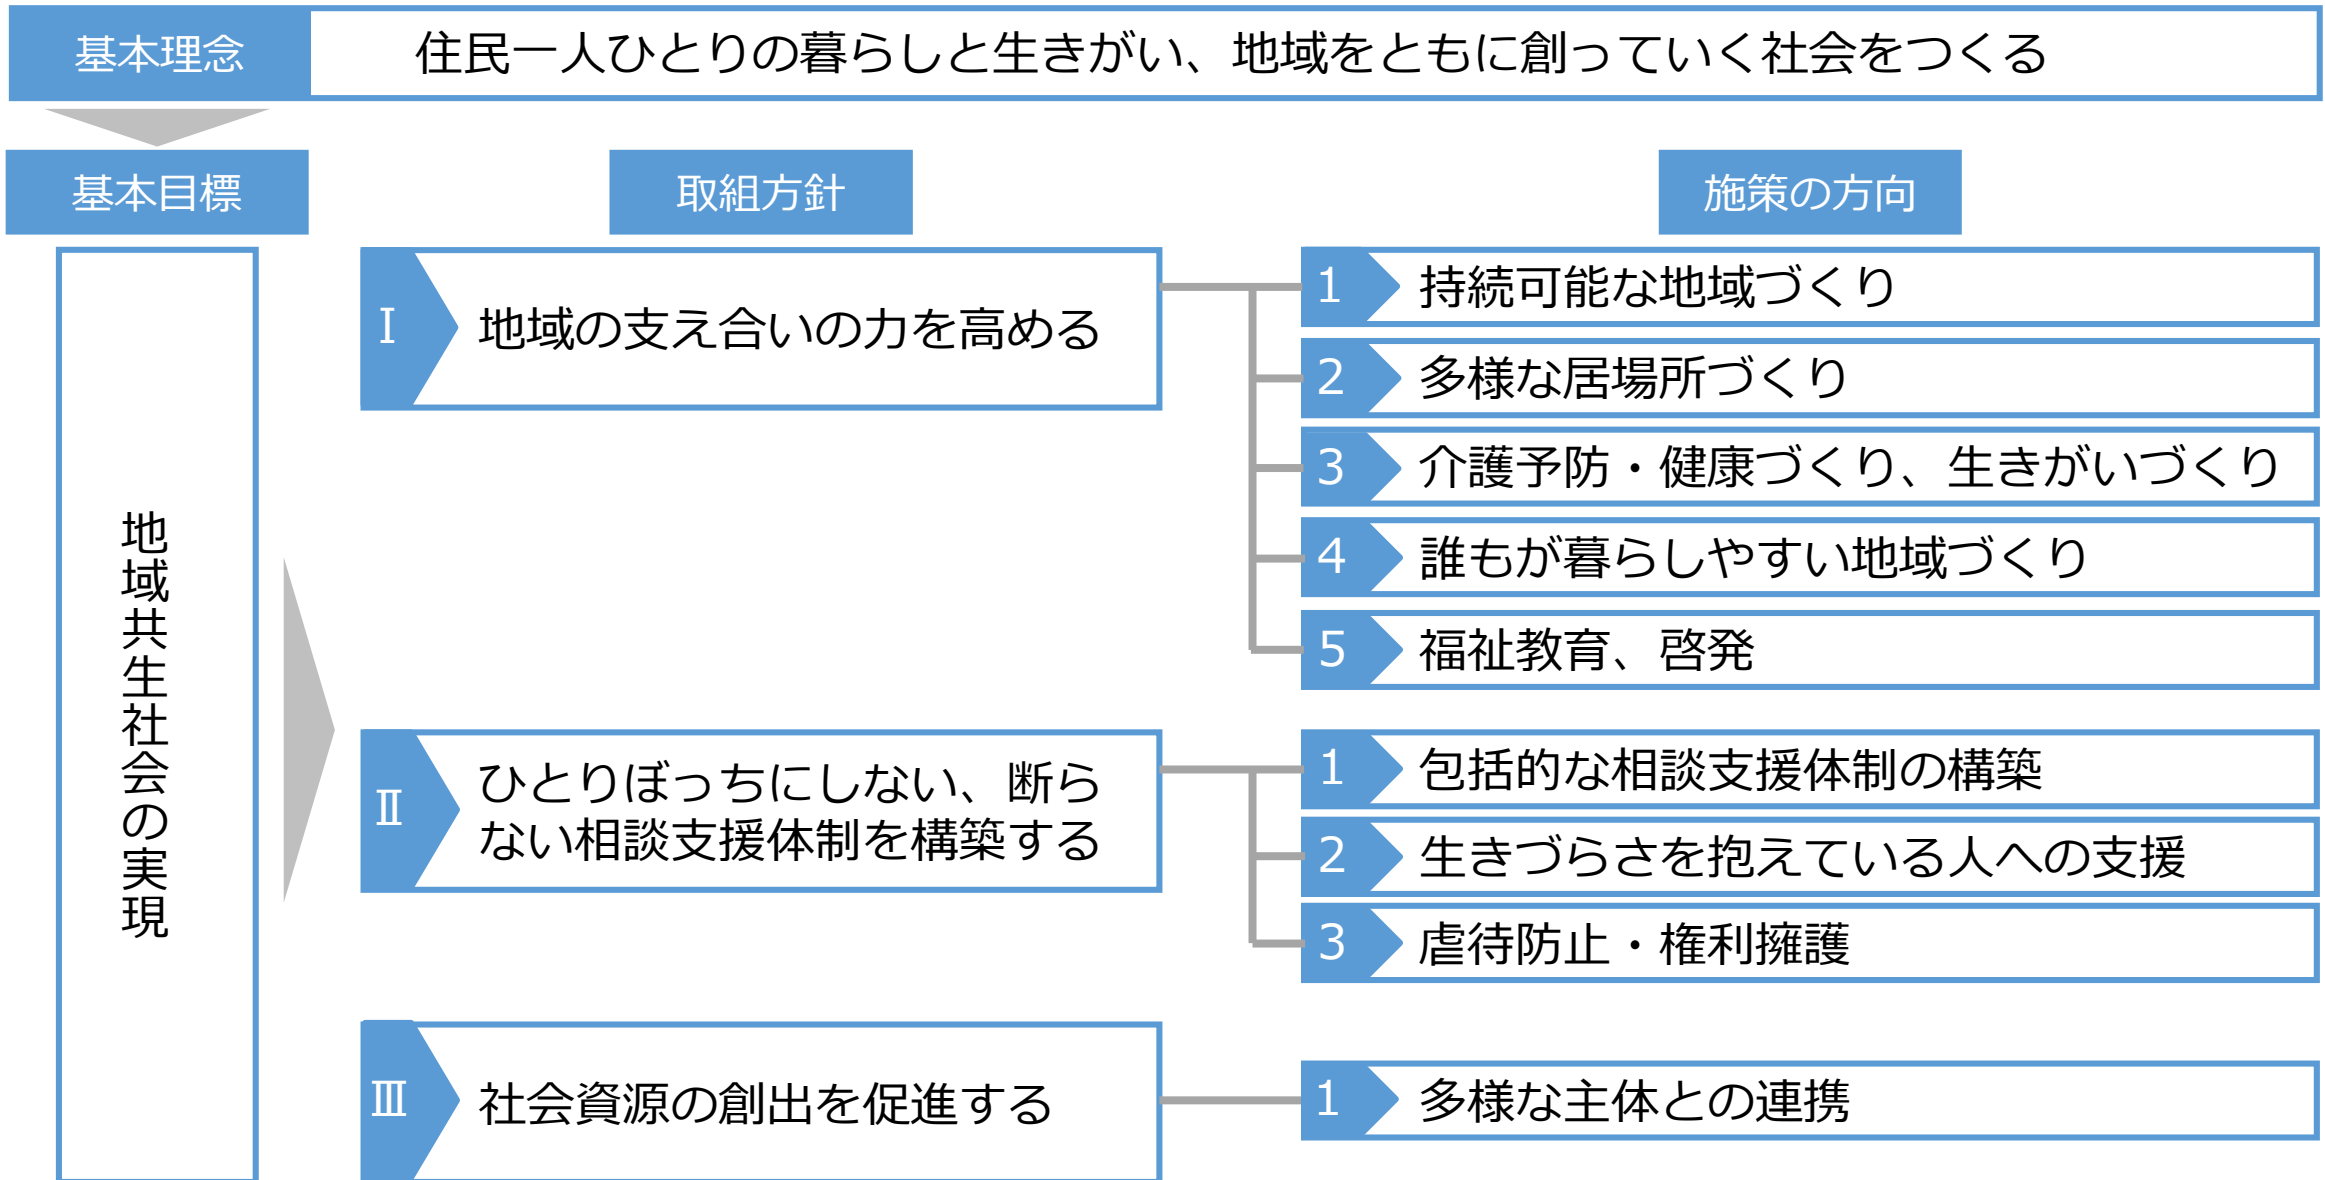 基本理念
住民一人ひとりの暮らしと生きがい、地域をともに創っていく社会をつくる
基本目標
取組方針
施策の方向
地域共生社会の実現
Ⅰ
地域の支え合いの力を高める
1
持続可能な地域づくり
2
多様な居場所づくり
3
介護予防・健康づくり、生きがいづくり
4
誰もが暮らしやすい地域づくり
5
福祉教育、啓発
Ⅱ
ひとりぼっちにしない、断ら
ない相談支援体制を構築する
1
包括的な相談支援体制の構築
2
生きづらさを抱えている人への支援
3
虐待防止・権利擁護
Ⅲ
社会資源の創出を促進する
1
多様な主体との連携